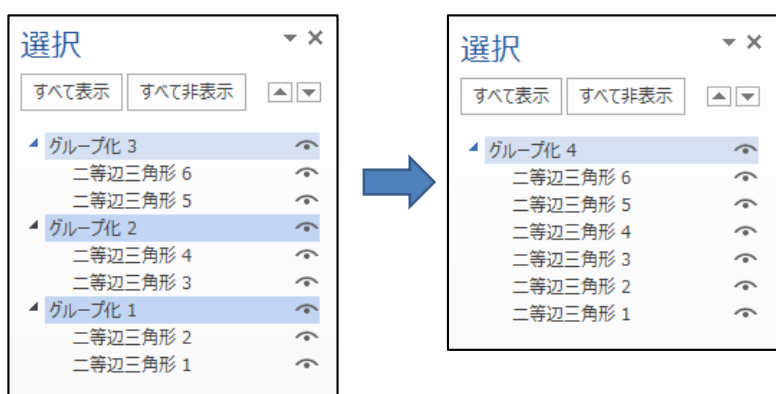 選択
すべて表示 すべて非表示
グループ化 3
二等辺三角形 6
二等辺三角形 5
グループ化 2
二等辺三角形 4
二等辺三角形 3
グループ化 1
二等辺三角形 2
二等辺三角形 1
選択
すべて表示 すべて非表示
グループ化 4
二等辺三角形 6
二等辺三角形 5
二等辺三角形 4
二等辺三角形 3
二等辺三角形 2
二等辺三角形 1